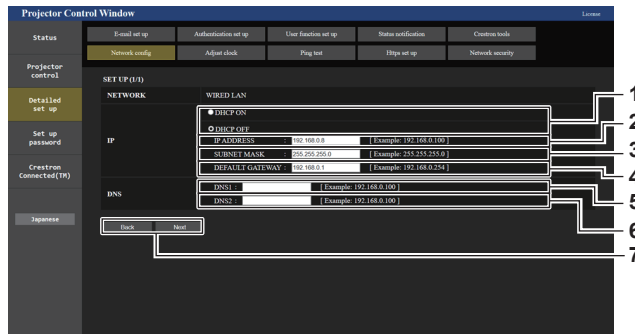 Projector Control Window
License
Status
E-mail set up
Authentication set up
User function set up
Status notification
Crestron tools
Network config
Adjust clock
Ping test
Https set up
Network security
Projector
control
Detailed
set up
Set up
password
Crestron
Connected(TM)
Japanese
SET UP (1/1)
NETWORK
WIRED LAN
IP
DHCP ON
DHCP OFF
IP ADDRESS : 192.168.0.8 [ Example: 192.168.0.100 ]
SUBNET MASK : 255.255.255.0 [ Example: 255.255.255.0 ]
DEFAULT GATEWAY : 192.168.0.1 [ Example: 192.168.0.254 ]
DNS
DNS1 : [ Example: 192.168.0.100 ]
DNS2 : [ Example: 192.168.0.100 ]
Back Next
1
2
3
4
5
6
7